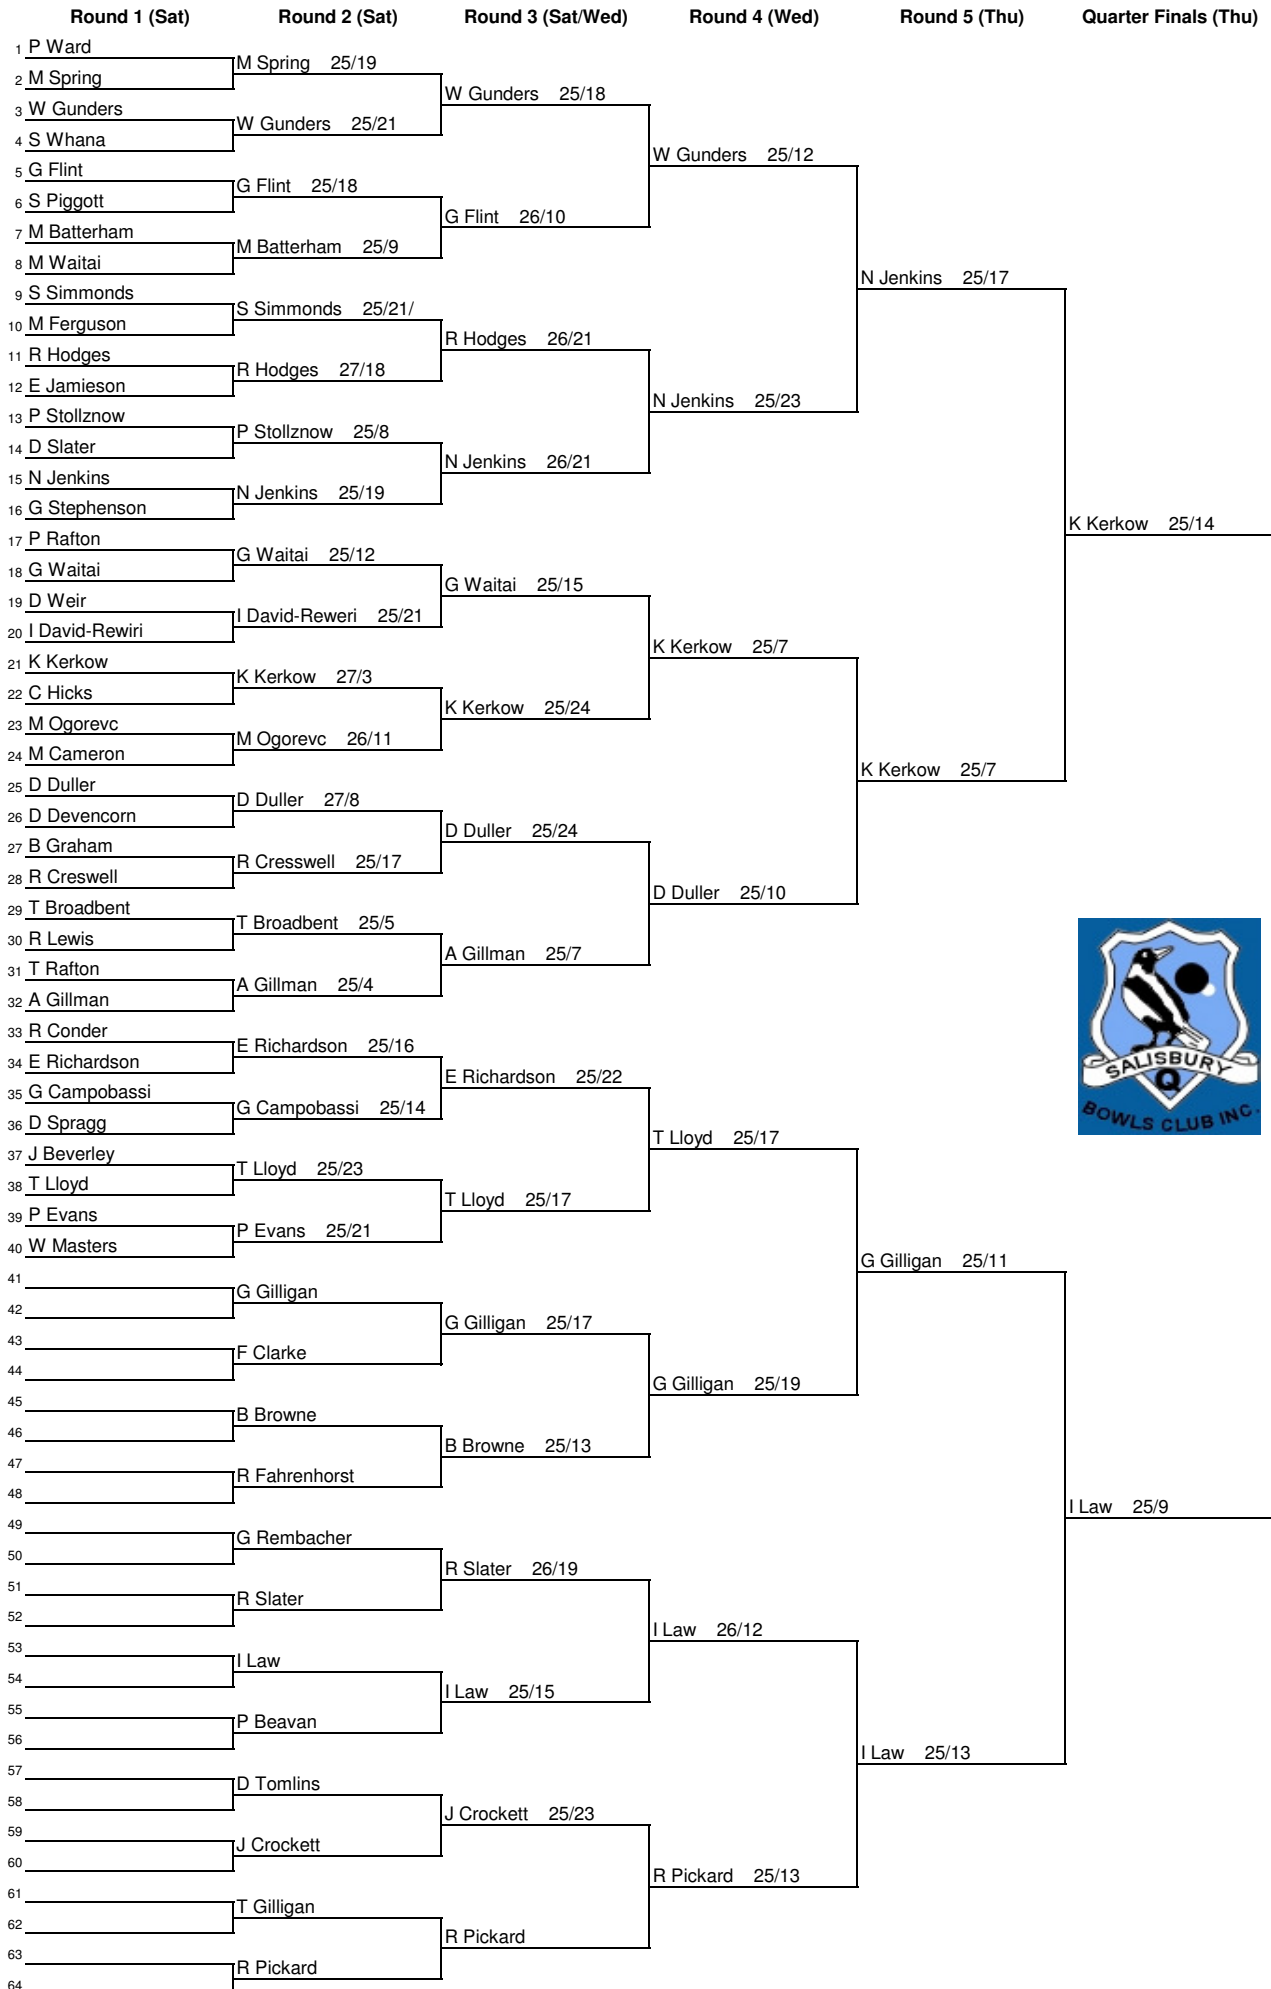 Round 1 (Sat) Round 2 (Sat) Round 3 (Sat/Wed) Round 4 (Wed) Round 5 (Thu) Quarter Finals (Thu)
1 P Ward
M Spring 25/19
2 M Spring
W Gunders 25/18
3 W Gunders
W Gunders 25/21
4 S Whana
W Gunders 25/12
5 G Flint
G Flint 25/18
6 S Piggott
G Flint 26/10
7 M Batterham
M Batterham 25/9
8 M Waitai
N Jenkins 25/17
9 S Simmonds
S Simmonds 25/21/
10 M Ferguson
R Hodges 26/21
11 R Hodges
R Hodges 27/18
12 E Jamieson
N Jenkins 25/23
13 P Stollznow
P Stollznow 25/8
14 D Slater
N Jenkins 26/21
15 N Jenkins
N Jenkins 25/19
16 G Stephenson
K Kerkow 25/14
17 P Rafton
G Waitai 25/12
18 G Waitai
G Waitai 25/15
19 D Weir
I David-Reweri 25/21
20 I David-Rewiri
K Kerkow 25/7
21 K Kerkow
K Kerkow 27/3
22 C Hicks
K Kerkow 25/24
23 M Ogorevc
M Ogorevc 26/11
24 M Cameron
K Kerkow 25/7
25 D Duller
D Duller 27/8
26 D Devencorn
D Duller 25/24
27 B Graham
R Cresswell 25/17
28 R Creswell
D Duller 25/10
29 T Broadbent
T Broadbent 25/5
30 R Lewis
A Gillman 25/7
31 T Rafton
A Gillman 25/4
32 A Gillman
33 R Conder
E Richardson 25/16
34 E Richardson
E Richardson 25/22
35 G Campobassi
G Campobassi 25/14
36 D Spragg
SALISBURY
Q
BOWLS CLUB INC.
T Lloyd 25/17
37 J Beverley
T Lloyd 25/23
38 T Lloyd
T Lloyd 25/17
39 P Evans
P Evans 25/21
40 W Masters
G Gilligan 25/11
41
G Gilligan
42
G Gilligan 25/17
43
F Clarke
44
G Gilligan 25/19
45
B Browne
46
B Browne 25/13
47
R Fahrenhorst
48
I Law 25/9
49
G Rembacher
50
R Slater 26/19
51
R Slater
52
I Law 26/12
53
I Law
54
I Law 25/15
55
P Beavan
56
I Law 25/13
57
D Tomlins
58
J Crockett 25/23
59
J Crockett
60
R Pickard 25/13
61
T Gilligan
62
R Pickard
63
R Pickard
64